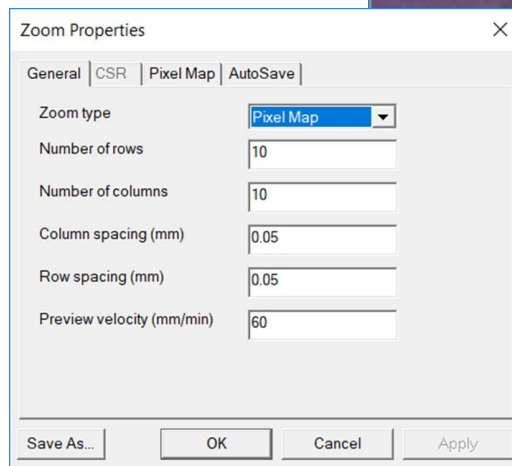 Zoom Properties
General CSR Pixel Map AutoSave
Zoom type Pixel Map
Number of rows 10
Number of columns 10
Column spacing (mm) 0.05
Row spacing (mm) 0.05
Preview velocity (mm/min) 60
Save As... OK Cancel Apply